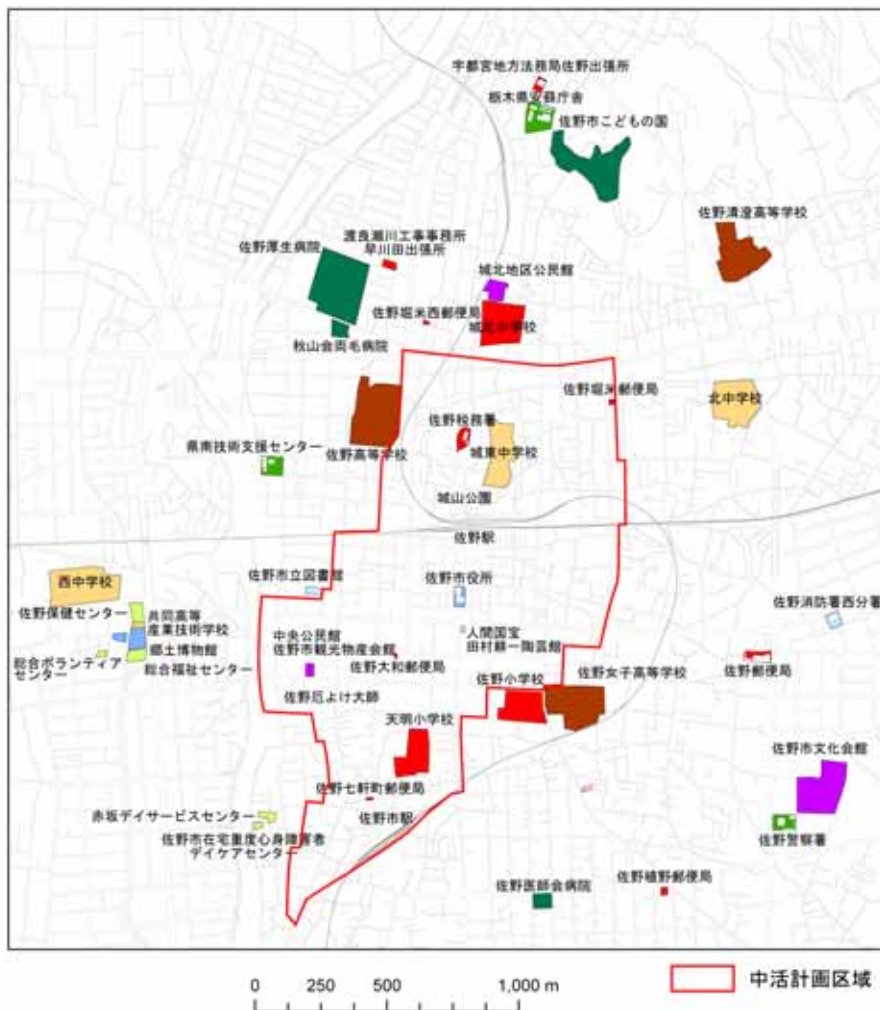 宇都宮地方法務局佐野出張所
栃木県安蘇庁舎
佐野市こどもの国
佐野清澄高等学校
渡良瀬川工事事務所
早川田出張所
佐野厚生病院
城北地区公民館
佐野堀米西郵便局
城北小学校
秋山会両毛病院
佐野堀米郵便局
北中学校
佐野税務署
県南技術支援センター
佐野高等学校
城東中学校
城山公園
佐野駅
西中学校
佐野市立図書館
佐野市役所
佐野保健センター
共同高等
産業技術学校
佐野消防署西分署
郷土博物館
中央公民館
佐野市観光物産会館
人間国宝
田村耕一陶芸館
総合ボランティア
センター
総合福祉センター
佐野大和郵便局
佐野小学校
佐野女子高等学校
佐野郵便局
佐野厄よけ大師
天明小学校
佐野市文化会館
佐野七軒町郵便局
赤坂デイサービスセンター
佐野市駅
佐野市在宅重度心身障害者
デイケアセンター
佐野警察署
佐野医師会病院
佐野植野郵便局
0 250 500 1,000 m
中活計画区域